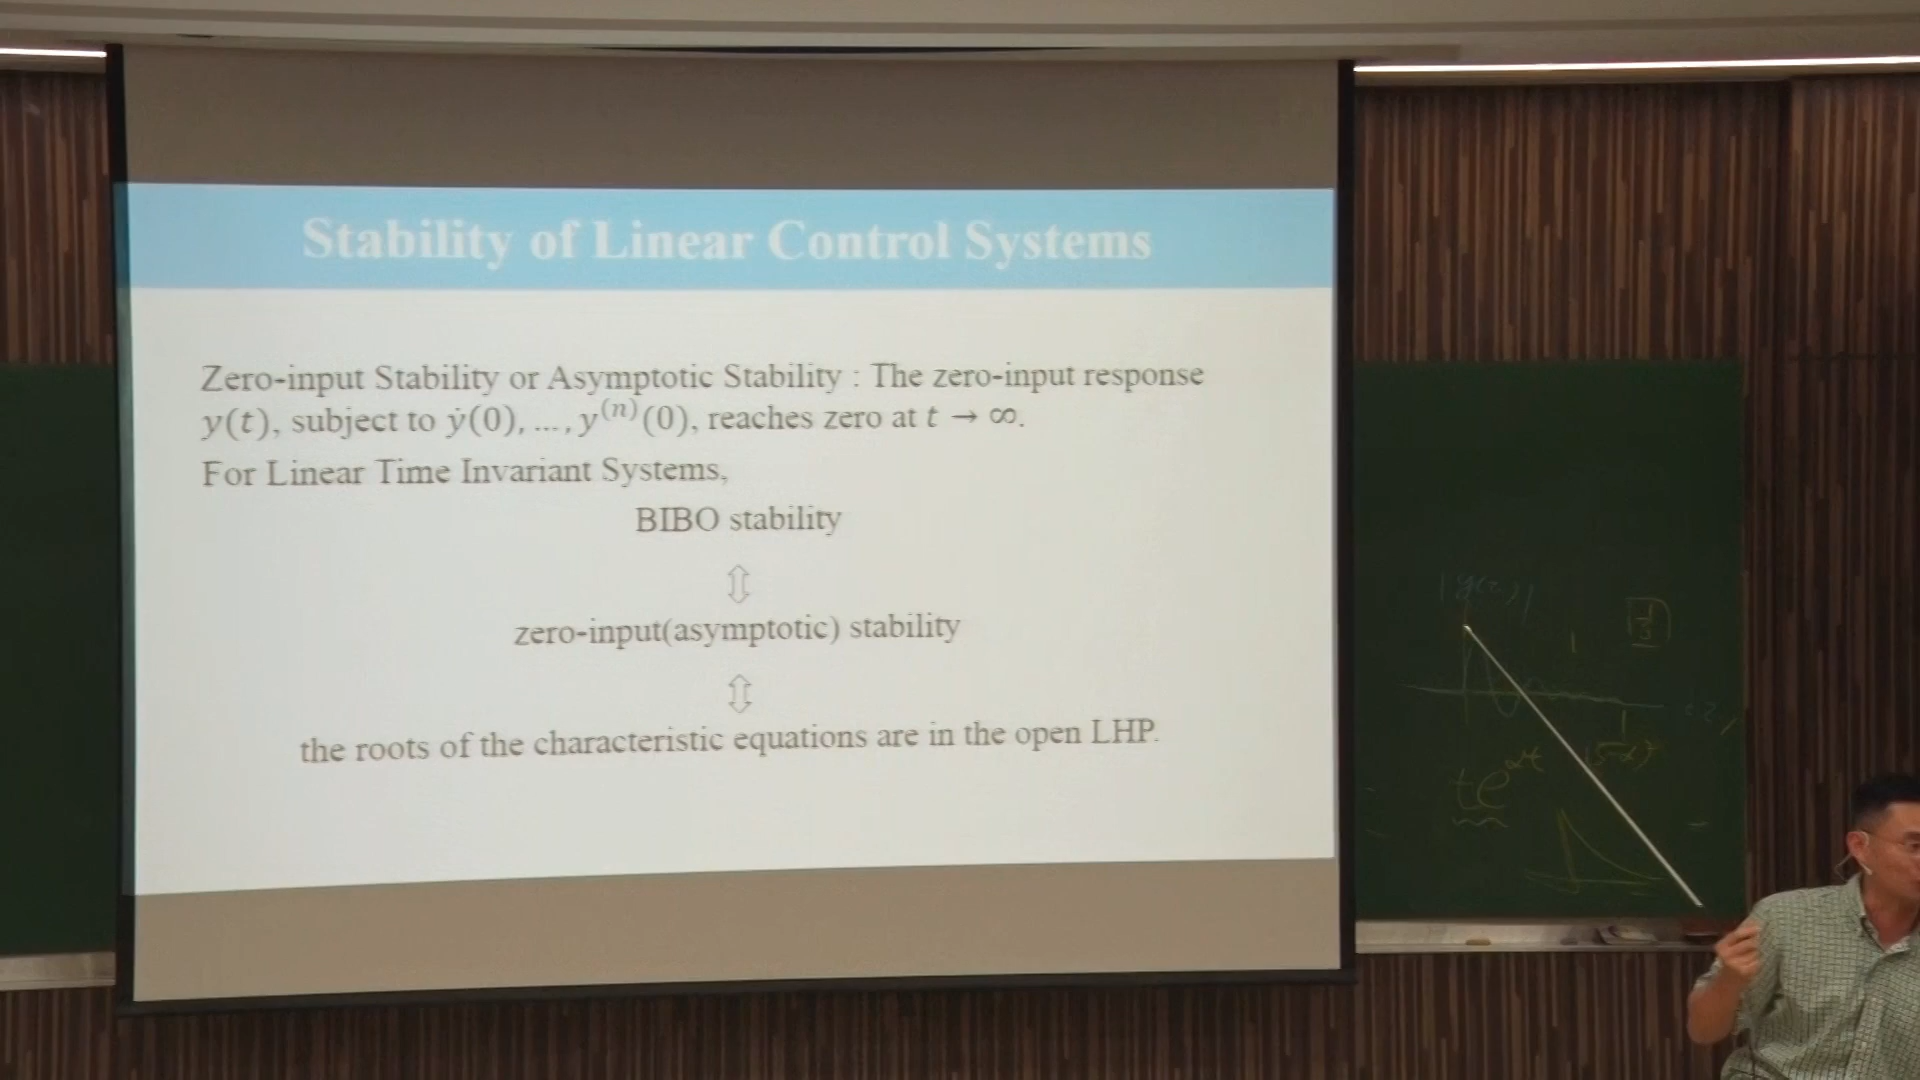 Stability of Linear Control Systems
Zero-input Stability or Asymptotic Stability : The zero-input response
y(t), subject to ẏ(0), ..., y⁽ⁿ⁾(0), reaches zero at t → ∞.
For Linear Time Invariant Systems,
BIBO stability
⇕
zero-input(asymptotic) stability
⇕
the roots of the characteristic equations are in the open LHP.
te^αt